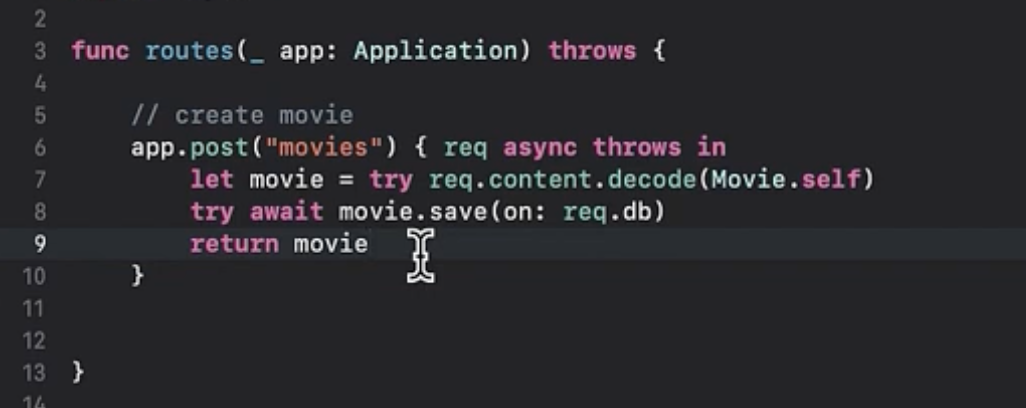 2
3 func routes(_ app: Application) throws {
4
5 // create movie
6 app.post("movies") { req async throws in
7 let movie = try req.content.decode(Movie.self)
8 try await movie.save(on: req.db)
9 return movie
10 }
11
12
13 }
14